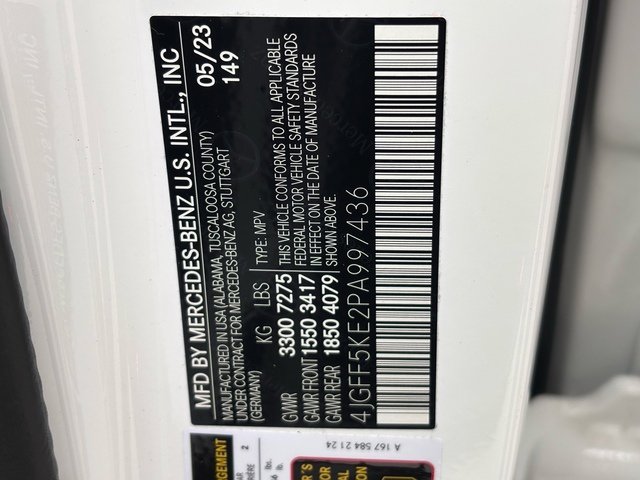 MFD BY MERCEDES-BENZ U.S. INTL., INC
MANUFACTURED IN USA (ALABAMA, TUSCALOOSA COUNTY)
UNDER CONTRACT FOR MERCEDES-BENZ AG, STUTTGART
(GERMANY)
05/23
149
KG LBS TYPE: MPV
GVWR 3300 7275
GAWR FRONT 1550 3417
GAWR REAR 1850 4079
THIS VEHICLE CONFORMS TO ALL APPLICABLE
FEDERAL MOTOR VEHICLE SAFETY STANDARDS
IN EFFECT ON THE DATE OF MANUFACTURE
SHOWN ABOVE.
4JGFF5KE2PA997436
A 167 584 21 24
2